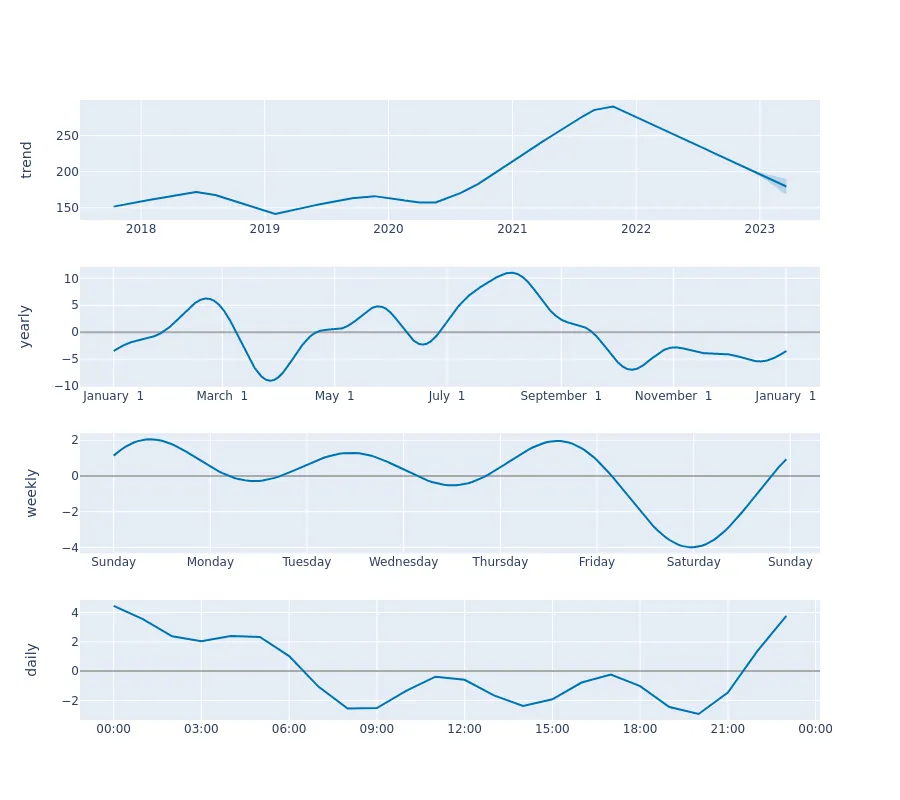 trend
250
200
150
2018 2019 2020 2021 2022 2023
yearly
10
5
0
−5
−10
January 1 March 1 May 1 July 1 September 1 November 1 January 1
weekly
2
0
−2
−4
Sunday Monday Tuesday Wednesday Thursday Friday Saturday Sunday
daily
4
2
0
−2
00:00 03:00 06:00 09:00 12:00 15:00 18:00 21:00 00:00